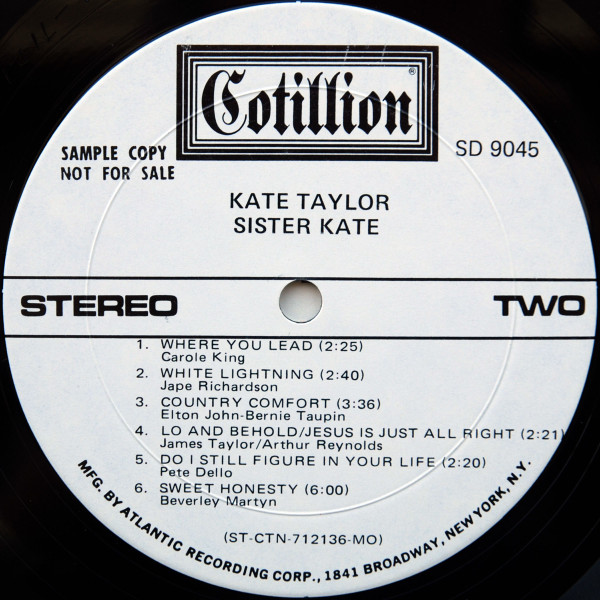 Cotillion®
SAMPLE COPY
NOT FOR SALE
SD 9045
KATE TAYLOR
SISTER KATE
STEREO
TWO
1. WHERE YOU LEAD (2:25)
Carole King
2. WHITE LIGHTNING (2:40)
Jape Richardson
3. COUNTRY COMFORT (3:36)
Elton John-Bernie Taupin
4. LO AND BEHOLD/JESUS IS JUST ALL RIGHT (2:21)
James Taylor/Arthur Reynolds
5. DO I STILL FIGURE IN YOUR LIFE (2:20)
Pete Dello
6. SWEET HONESTY (6:00)
Beverley Martyn
(ST-CTN-712136-MO)
MFG. BY ATLANTIC RECORDING CORP., 1841 BROADWAY, NEW YORK, N.Y.